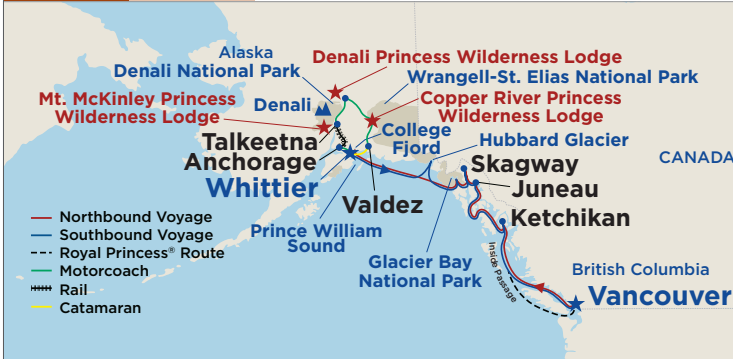 Alaska
Denali National Park
Denali Princess Wilderness Lodge
Wrangell-St. Elias National Park
Mt. McKinley Princess
Wilderness Lodge
Denali
Copper River Princess
Wilderness Lodge
Talkeetna
Anchorage
Whittier
College
Fjord
Hubbard Glacier
CANADA
Skagway
Juneau
Ketchikan
Valdez
Prince William
Sound
Glacier Bay
National Park
Inside Passage
British Columbia
Vancouver
Northbound Voyage
Southbound Voyage
Royal Princess® Route
Motorcoach
Rail
Catamaran